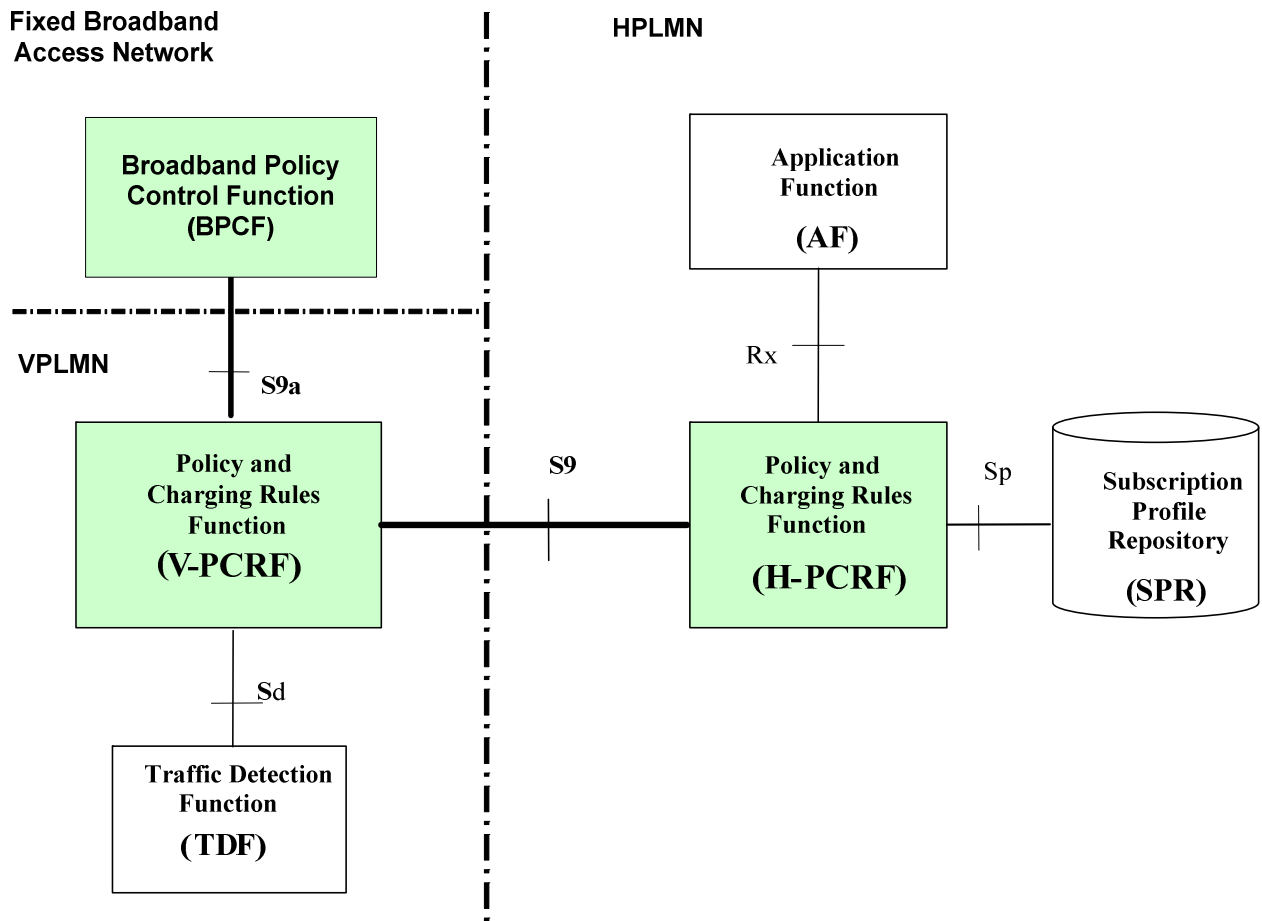 Fixed Broadband
Access Network
HPLMN
Broadband Policy
Control Function
(BPCF)
Application
Function
(AF)
VPLMN
S9a
Rx
Policy and
Charging Rules
Function
(V-PCRF)
S9
Policy and
Charging Rules
Function
(H-PCRF)
Sp
Subscription
Profile
Repository
(SPR)
Sd
Traffic Detection
Function
(TDF)